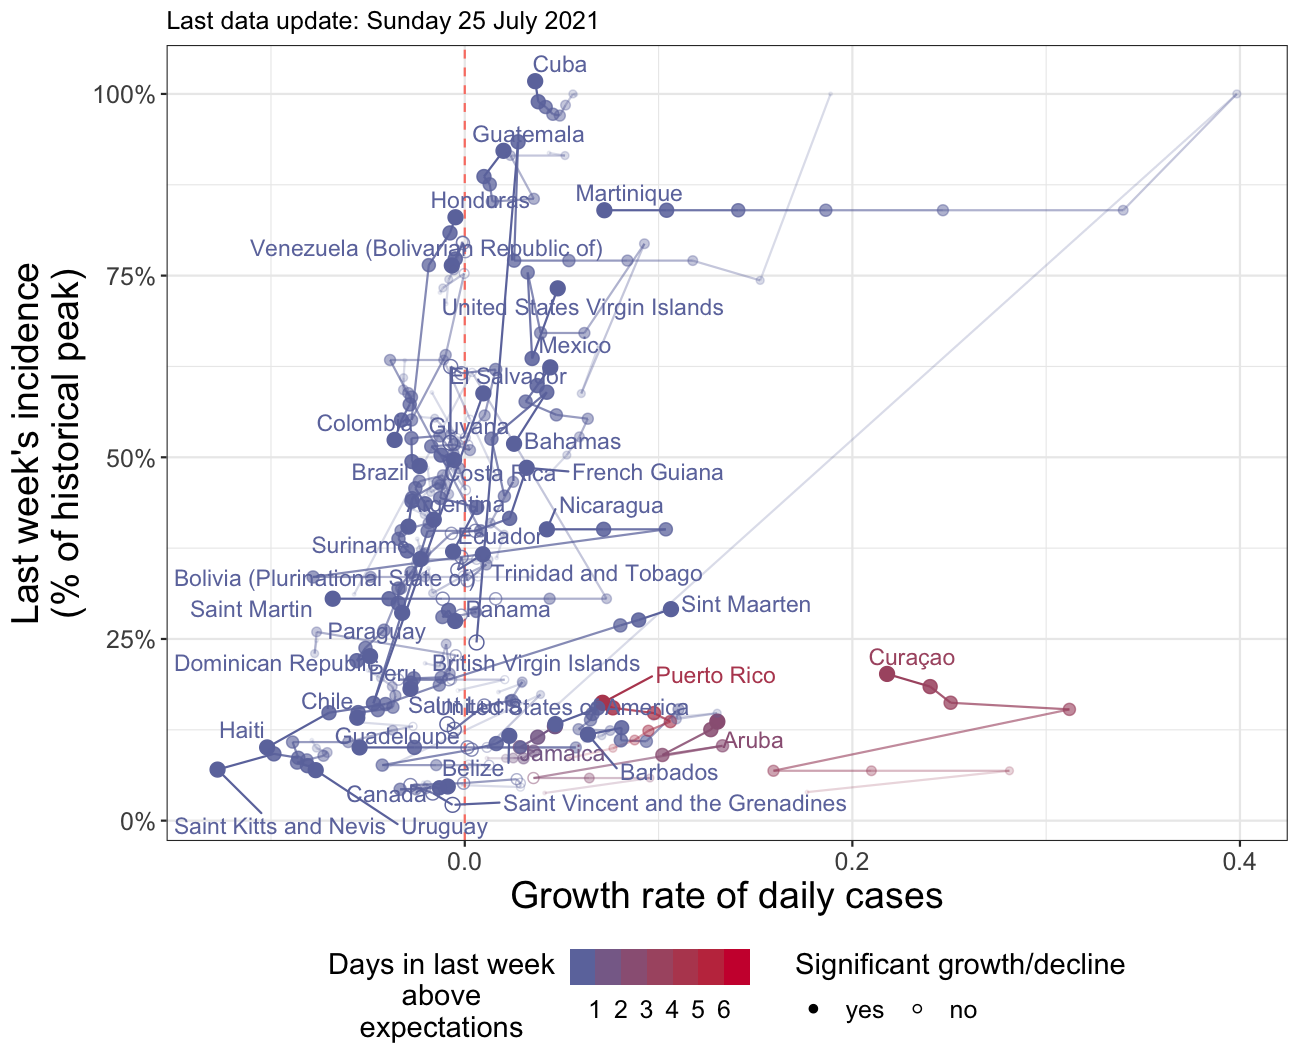 Last data update: Sunday 25 July 2021
Cuba
100%
Guatemala
Martinique
Honduras
Venezuela (Bolivarian Republic of)
75%
United States Virgin Islands
Mexico
El Salvador
Colombia
Guyana
Bahamas
50%
Brazil
Costa Rica
French Guiana
Argentina
Nicaragua
Ecuador
Suriname
Bolivia (Plurinational State of)
Trinidad and Tobago
Saint Martin
Panama
Sint Maarten
Paraguay
25%
Dominican Republic
British Virgin Islands
Curaçao
Peru
Puerto Rico
Chile
Saint Lucia
United States of America
Haiti
Guadeloupe
Aruba
Jamaica
Belize
Barbados
Canada
Saint Vincent and the Grenadines
0%
Saint Kitts and Nevis
Uruguay
0.0
0.2
0.4
Last week's incidence
(% of historical peak)
Growth rate of daily cases
Days in last week
above
expectations
1 2 3 4 5 6
Significant growth/decline
yes
no